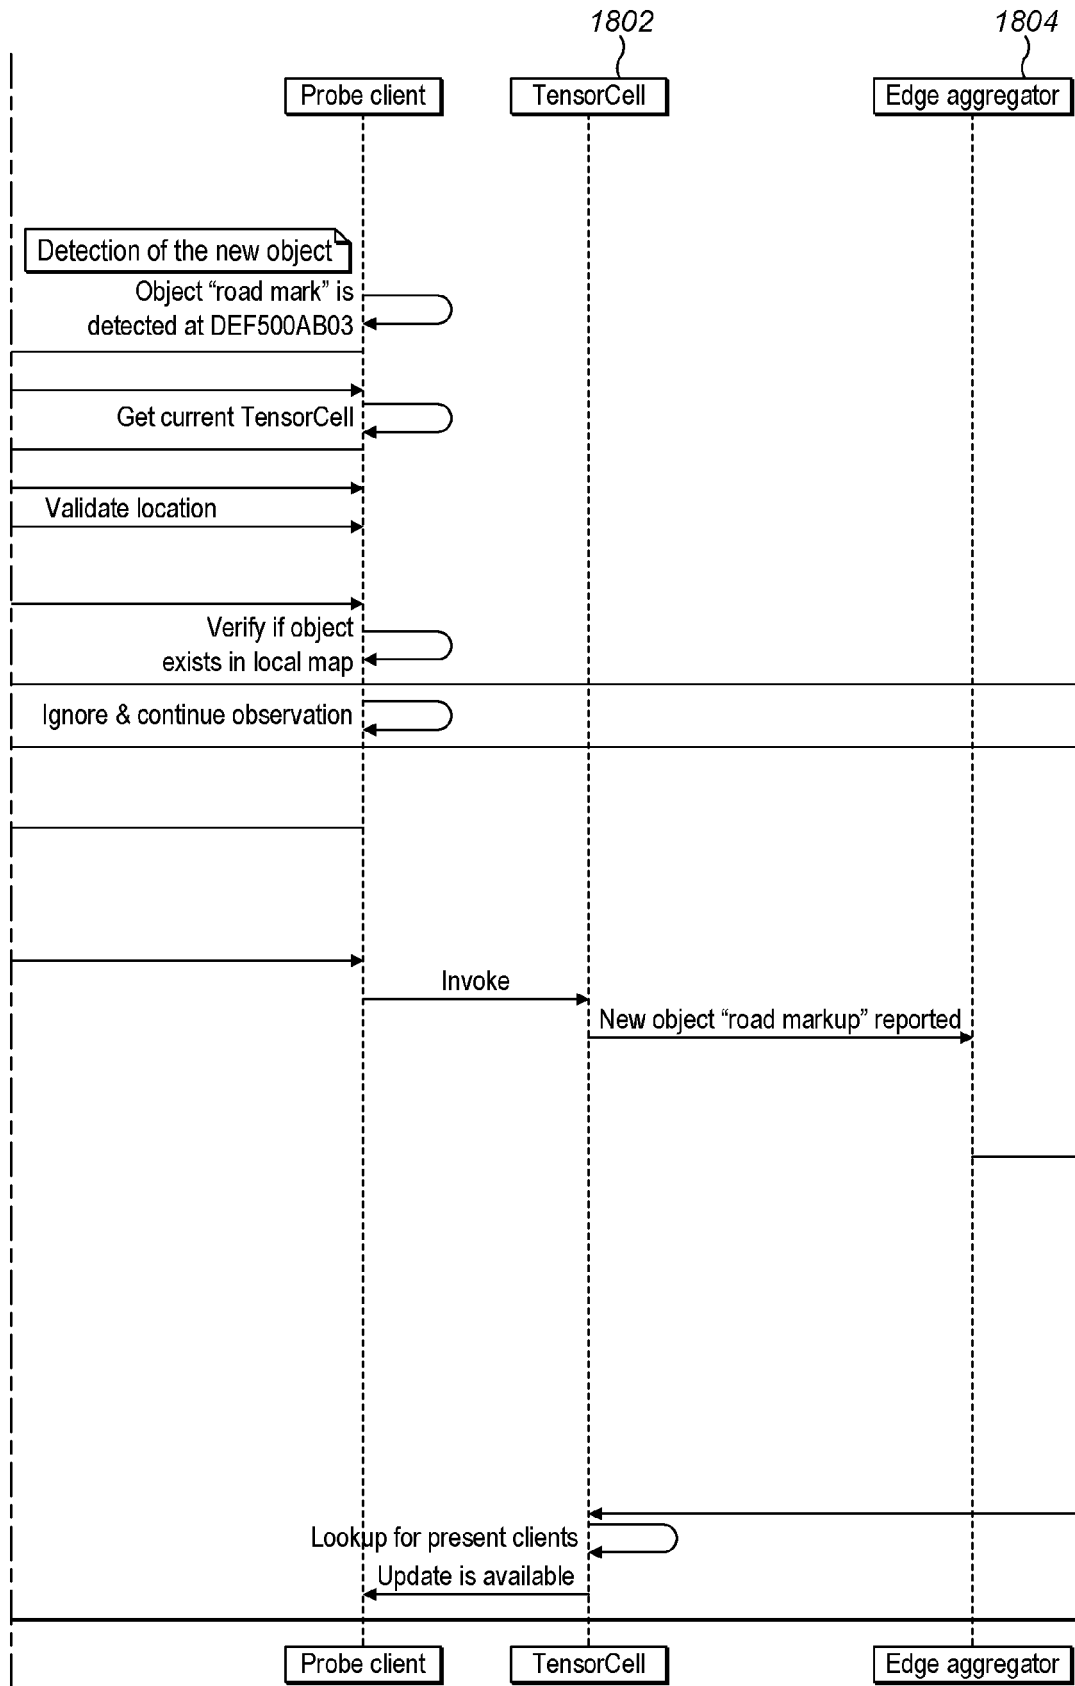 1802
1804
Probe client
TensorCell
Edge aggregator
Detection of the new object
Object “road mark” is
detected at DEF500AB03
Get current TensorCell
Validate location
Verify if object
exists in local map
Ignore & continue observation
Invoke
New object “road markup” reported
Lookup for present clients
Update is available
Probe client
TensorCell
Edge aggregator